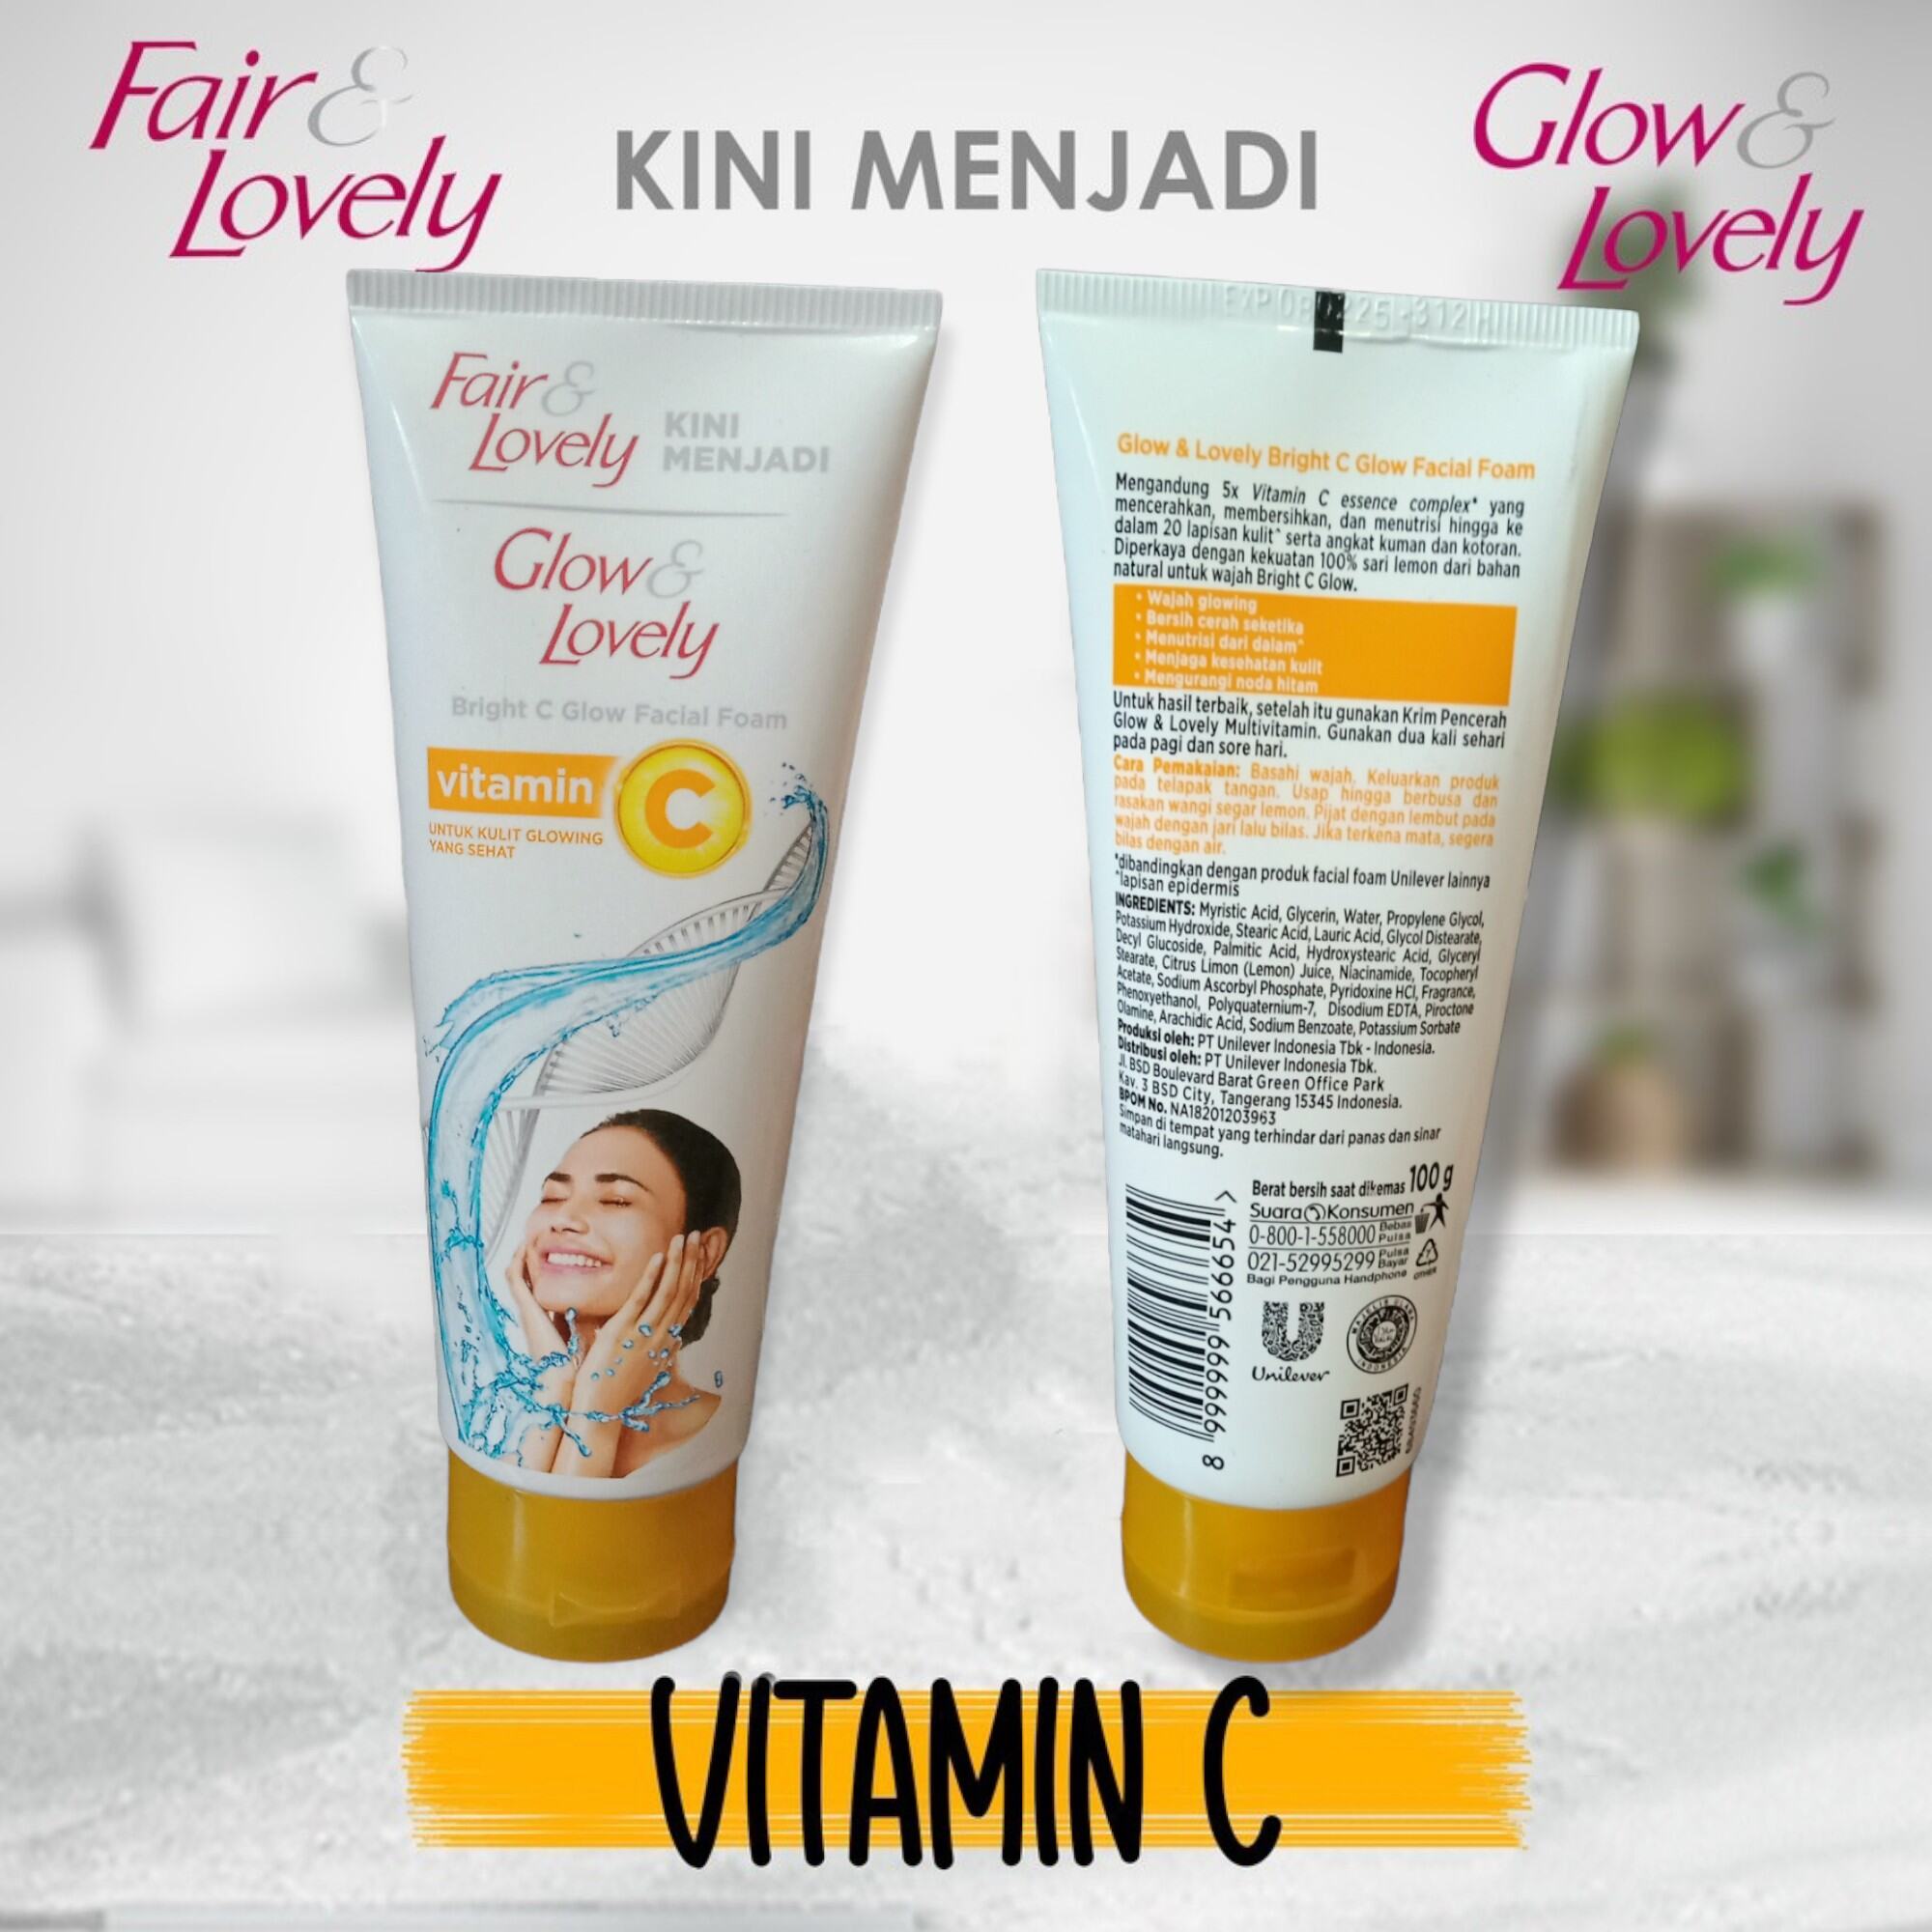 Fair &
Lovely
KINI MENJADI
Glow &
Lovely
Fair &
Lovely
KINI
MENJADI
Glow &
Lovely
Bright C Glow Facial Foam
vitamin C
UNTUK KULIT GLOWING
YANG SEHAT
Glow & Lovely Bright C Glow Facial Foam
Mengandung 5x Vitamin C essence complex* yang
mencerahkan, membersihkan, dan menutrisi hingga ke
dalam 20 lapisan kulit^ serta angkat kuman dan kotoran.
Diperkaya dengan kekuatan 100% sari lemon dari bahan
natural untuk wajah Bright C Glow.
• Wajah glowing
• Bersih cerah seketika
• Menutrisi dari dalam^
• Menjaga kesehatan kulit
• Mengurangi noda hitam
Untuk hasil terbaik, setelah itu gunakan Krim Pencerah
Glow & Lovely Multivitamin. Gunakan dua kali sehari
pada pagi dan sore hari.
Cara Pemakaian: Basahi wajah. Keluarkan produk
pada telapak tangan. Usap hingga berbusa dan
rasakan wangi segar lemon. Pijat dengan lembut pada
wajah dengan jari lalu bilas. Jika terkena mata, segera
bilas dengan air.
*dibandingkan dengan produk facial foam Unilever lainnya
^lapisan epidermis
INGREDIENTS: Myristic Acid, Glycerin, Water, Propylene Glycol,
Potassium Hydroxide, Stearic Acid, Lauric Acid, Glycol Distearate,
Decyl Glucoside, Palmitic Acid, Hydroxystearic Acid, Glyceryl
Stearate, Citrus Limon (Lemon) Juice, Niacinamide, Tocopheryl
Acetate, Sodium Ascorbyl Phosphate, Pyridoxine HCl, Fragrance,
Phenoxyethanol, Polyquaternium-7, Disodium EDTA, Piroctone
Olamine, Arachidic Acid, Sodium Benzoate, Potassium Sorbate
Produksi oleh: PT Unilever Indonesia Tbk - Indonesia.
Distribusi oleh: PT Unilever Indonesia Tbk.
Jl. BSD Boulevard Barat Green Office Park
Kav. 3 BSD City, Tangerang 15345 Indonesia.
BPOM No. NA18201203963
Simpan di tempat yang terhindar dari panas dan sinar
matahari langsung.
Berat bersih saat dikemas 100 g
Suara Konsumen
0-800-1-558000 Bebas Pulsa
021-52995299 Pulsa Bayar
Bagi Pengguna Handphone
OTHER
8 999999 566654 >
Unilever
VITAMIN C